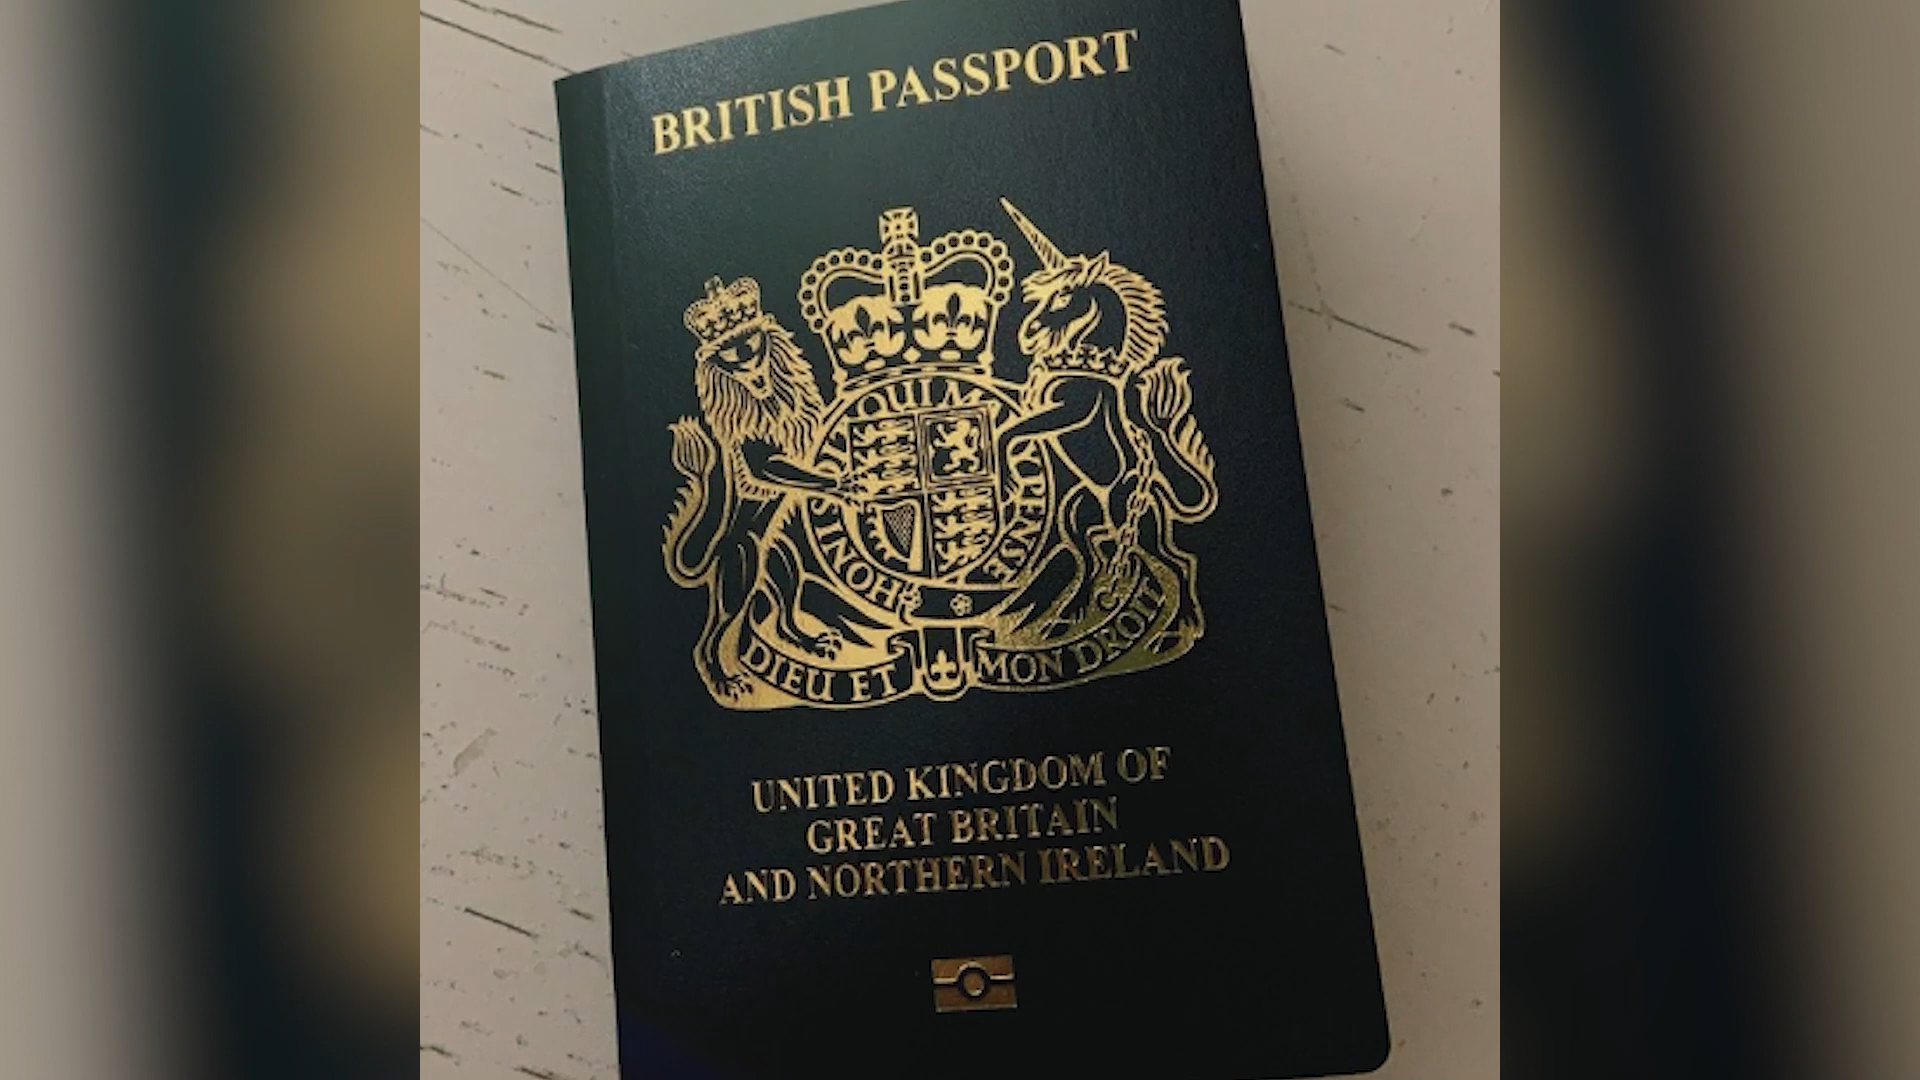 BRITISH PASSPORT
HONI SOIT QUI MAL Y PENSE
DIEU ET MON DROIT
UNITED KINGDOM OF
GREAT BRITAIN
AND NORTHERN IRELAND